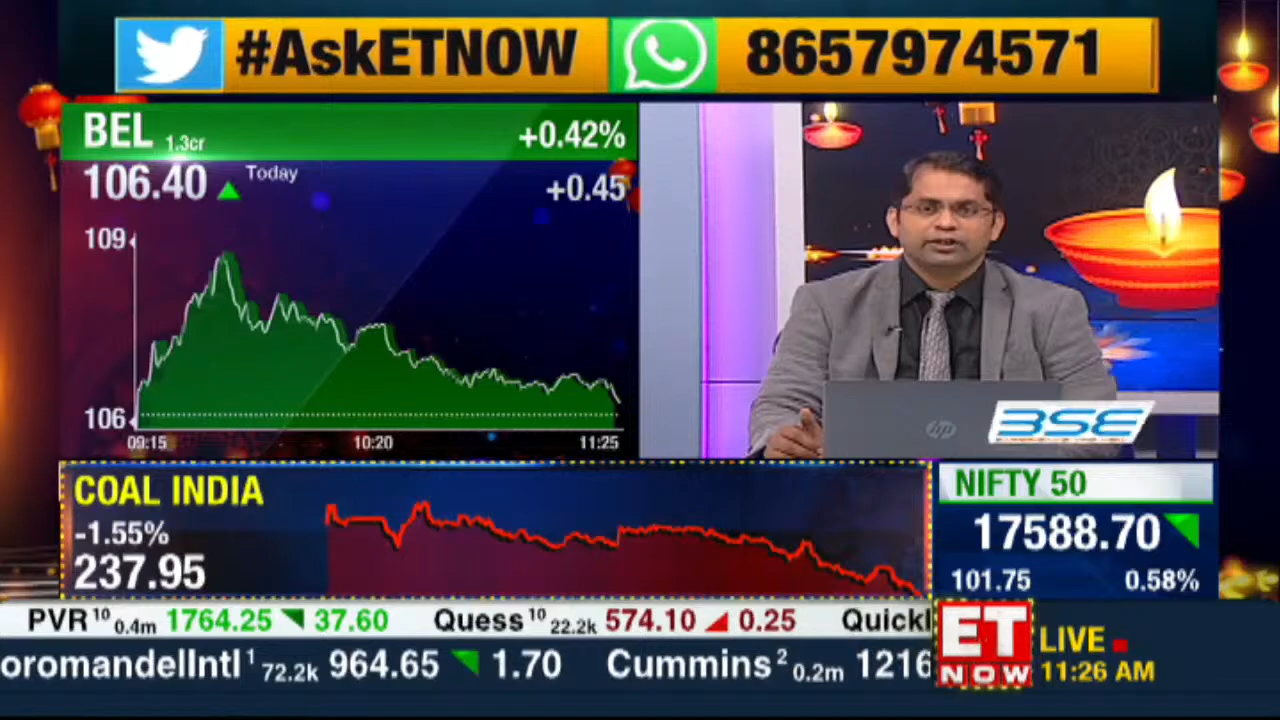 #AskETNOW 8657974571
BEL 1.3cr +0.42%
106.40 Today +0.45
109
106
09:15 10:20 11:25
hp
BSE
COAL INDIA
-1.55%
237.95
NIFTY 50
17588.70
101.75 0.58%
PVR 10 0.4m 1764.25 37.60 Quess 10 22.2k 574.10 0.25 Quickl
oromandelIntl 1 72.2k 964.65 1.70 Cummins 2 0.2m 1216
ET
NOW
LIVE
11:26 AM